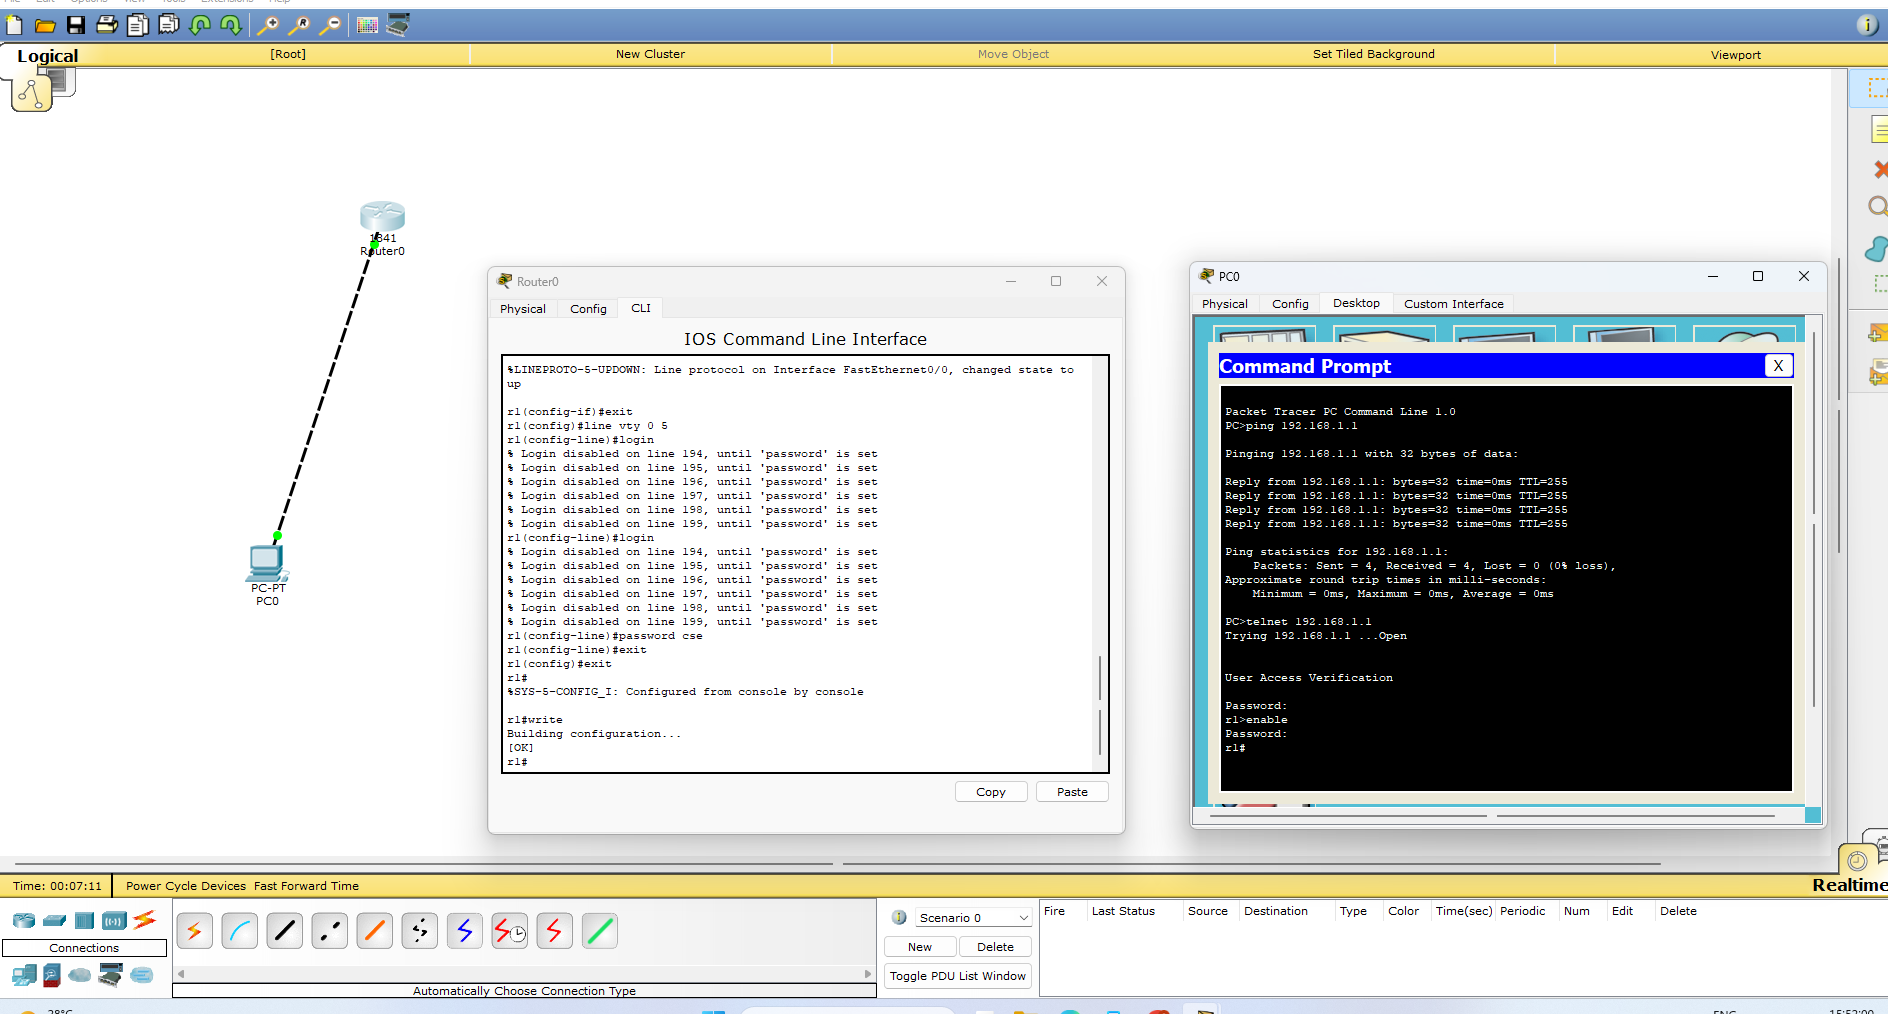 Logical
[Root]
New Cluster
Move Object
Set Tiled Background
Viewport
1841
Router0
PC-PT
PC0
Router0
Physical
Config
CLI
IOS Command Line Interface
%LINEPROTO-5-UPDOWN: Line protocol on Interface FastEthernet0/0, changed state to
up
r1(config-if)#exit
r1(config)#line vty 0 5
r1(config-line)#login
% Login disabled on line 194, until 'password' is set
% Login disabled on line 195, until 'password' is set
% Login disabled on line 196, until 'password' is set
% Login disabled on line 197, until 'password' is set
% Login disabled on line 198, until 'password' is set
% Login disabled on line 199, until 'password' is set
r1(config-line)#login
% Login disabled on line 194, until 'password' is set
% Login disabled on line 195, until 'password' is set
% Login disabled on line 196, until 'password' is set
% Login disabled on line 197, until 'password' is set
% Login disabled on line 198, until 'password' is set
% Login disabled on line 199, until 'password' is set
r1(config-line)#password cse
r1(config-line)#exit
r1(config)#exit
r1#
%SYS-5-CONFIG_I: Configured from console by console
r1#write
Building configuration...
[OK]
r1#
Copy
Paste
PC0
Physical
Config
Desktop
Custom Interface
Command Prompt
X
Packet Tracer PC Command Line 1.0
PC>ping 192.168.1.1
Pinging 192.168.1.1 with 32 bytes of data:
Reply from 192.168.1.1: bytes=32 time=0ms TTL=255
Reply from 192.168.1.1: bytes=32 time=0ms TTL=255
Reply from 192.168.1.1: bytes=32 time=0ms TTL=255
Reply from 192.168.1.1: bytes=32 time=0ms TTL=255
Ping statistics for 192.168.1.1:
Packets: Sent = 4, Received = 4, Lost = 0 (0% loss),
Approximate round trip times in milli-seconds:
Minimum = 0ms, Maximum = 0ms, Average = 0ms
PC>telnet 192.168.1.1
Trying 192.168.1.1 ...Open
User Access Verification
Password:
r1>enable
Password:
r1#
Time: 00:07:11
Power Cycle Devices
Fast Forward Time
Realtime
Connections
Automatically Choose Connection Type
Scenario 0
New
Delete
Toggle PDU List Window
Fire
Last Status
Source
Destination
Type
Color
Time(sec)
Periodic
Num
Edit
Delete